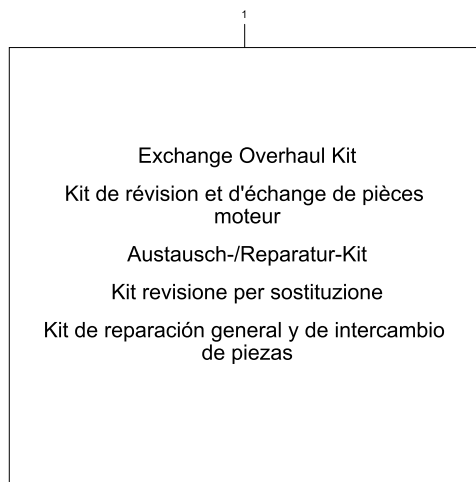 1
Exchange Overhaul Kit
Kit de révision et d'échange de pièces
moteur
Austausch-/Reparatur-Kit
Kit revisione per sostituzione
Kit de reparación general y de intercambio
de piezas